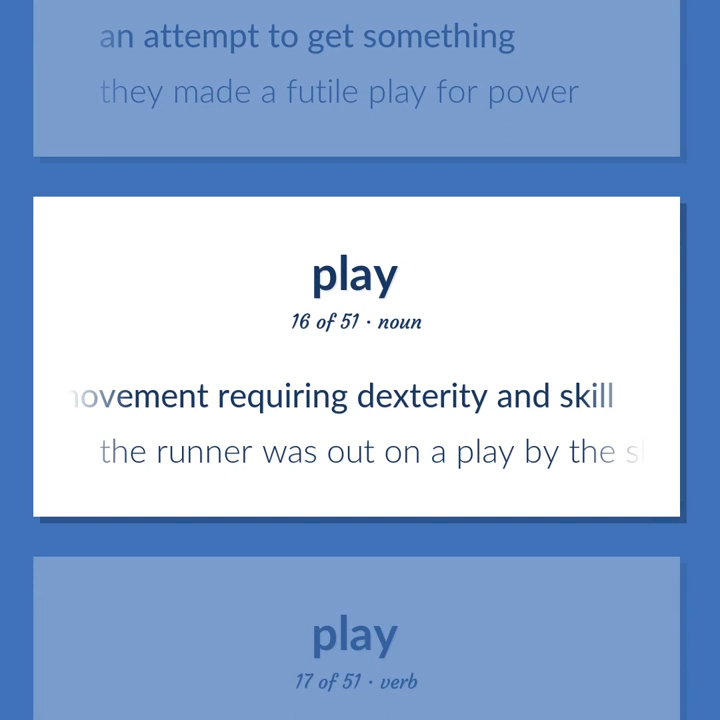 an attempt to get something
they made a futile play for power
play
16 of 51 · noun
requiring dexterity and skill
the runner was out on a play by the
play
17 of 51 · verb